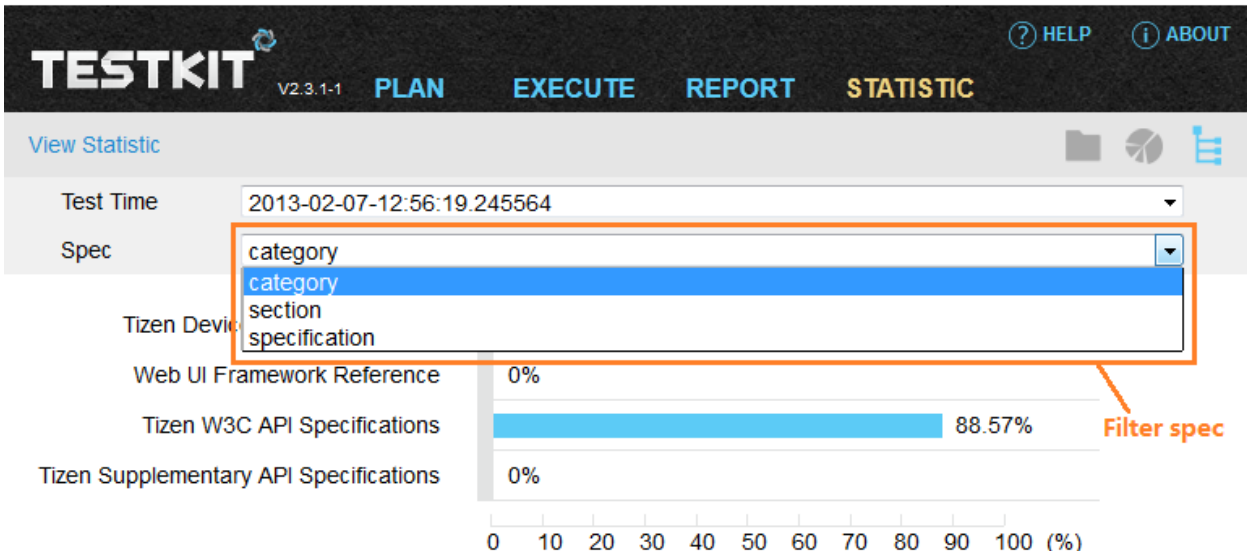 ? HELP i ABOUT
TESTKIT V2.3.1-1 PLAN EXECUTE REPORT STATISTIC
View Statistic
Test Time 2013-02-07-12:56:19.245564
Spec category
category
section
specification
Tizen
Web UI Framework Reference 0%
Tizen W3C API Specifications 88.57%
Filter spec
Tizen Supplementary API Specifications 0%
0 10 20 30 40 50 60 70 80 90 100 (%)